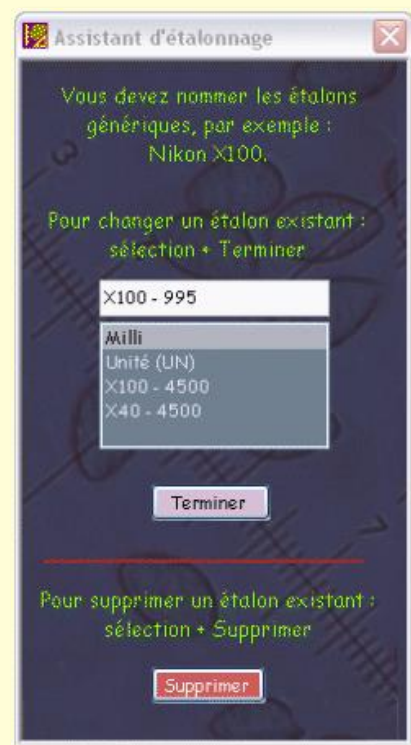 Assistant d'étalonnage
Vous devez nommer les étalons
génériques, par exemple :
Nikon X100.
Pour changer un étalon existant :
sélection + Terminer
X100 - 995
Milli
Unité (UN)
X100 - 4500
X40 - 4500
Terminer
Pour supprimer un étalon existant :
sélection + Supprimer
Supprimer